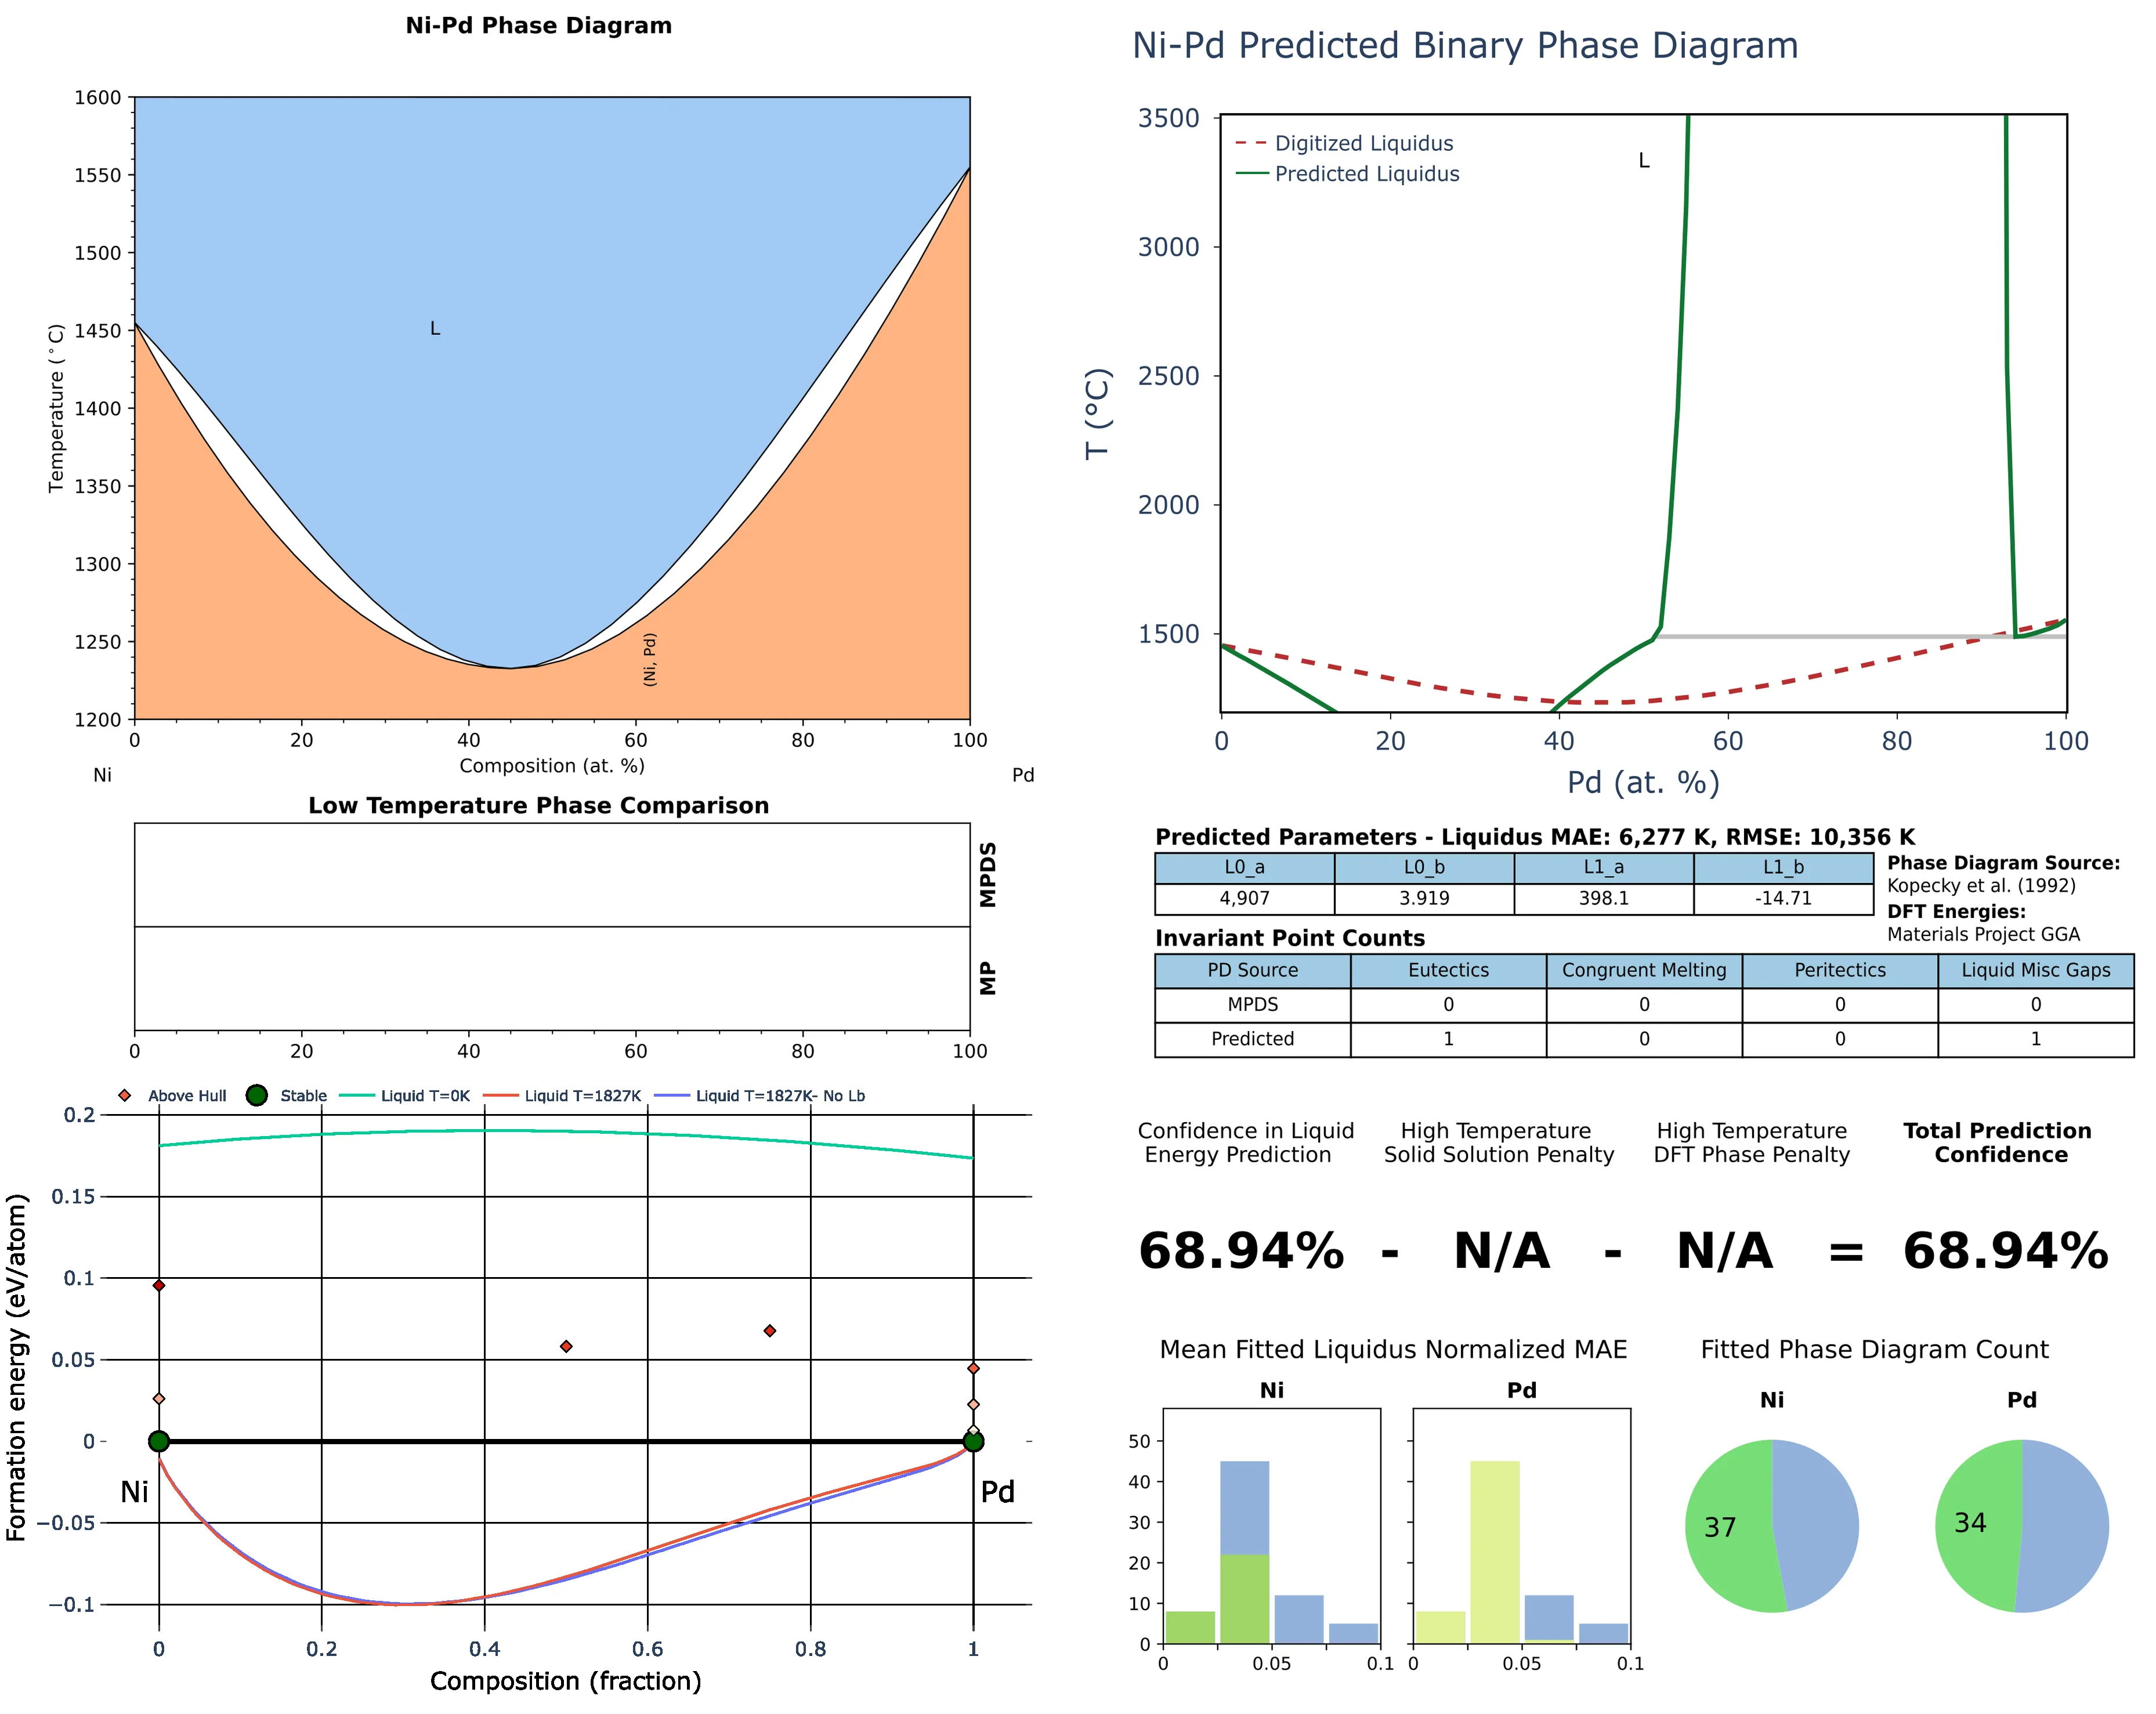 Ni-Pd Phase Diagram
1600
1550
1500
1450
1400
1350
1300
1250
1200
Temperature (°C)
L
(Ni, Pd)
0 20 40 60 80 100
Composition (at. %)
Ni Pd
Low Temperature Phase Comparison
MPDS
MP
0 20 40 60 80 100
Above Hull Stable Liquid T=0K Liquid T=1827K Liquid T=1827K- No Lb
0.2
0.15
0.1
0.05
0
−0.05
−0.1
Formation energy (eV/atom)
Ni Pd
0 0.2 0.4 0.6 0.8 1
Composition (fraction)
Ni-Pd Predicted Binary Phase Diagram
3500
3000
2500
2000
1500
T (°C)
Digitized Liquidus
Predicted Liquidus
L
0 20 40 60 80 100
Pd (at. %)
Predicted Parameters - Liquidus MAE: 6,277 K, RMSE: 10,356 K
L0_a L0_b L1_a L1_b
4,907 3.919 398.1 -14.71
Phase Diagram Source:
Kopecky et al. (1992)
DFT Energies:
Materials Project GGA
Invariant Point Counts
PD Source Eutectics Congruent Melting Peritectics Liquid Misc Gaps
MPDS 0 0 0 0
Predicted 1 0 0 1
Confidence in Liquid
Energy Prediction
High Temperature
Solid Solution Penalty
High Temperature
DFT Phase Penalty
Total Prediction
Confidence
68.94% - N/A - N/A = 68.94%
Mean Fitted Liquidus Normalized MAE
Ni Pd
50
40
30
20
10
0
0 0.05 0.1 0 0.05 0.1
Fitted Phase Diagram Count
Ni Pd
37 34